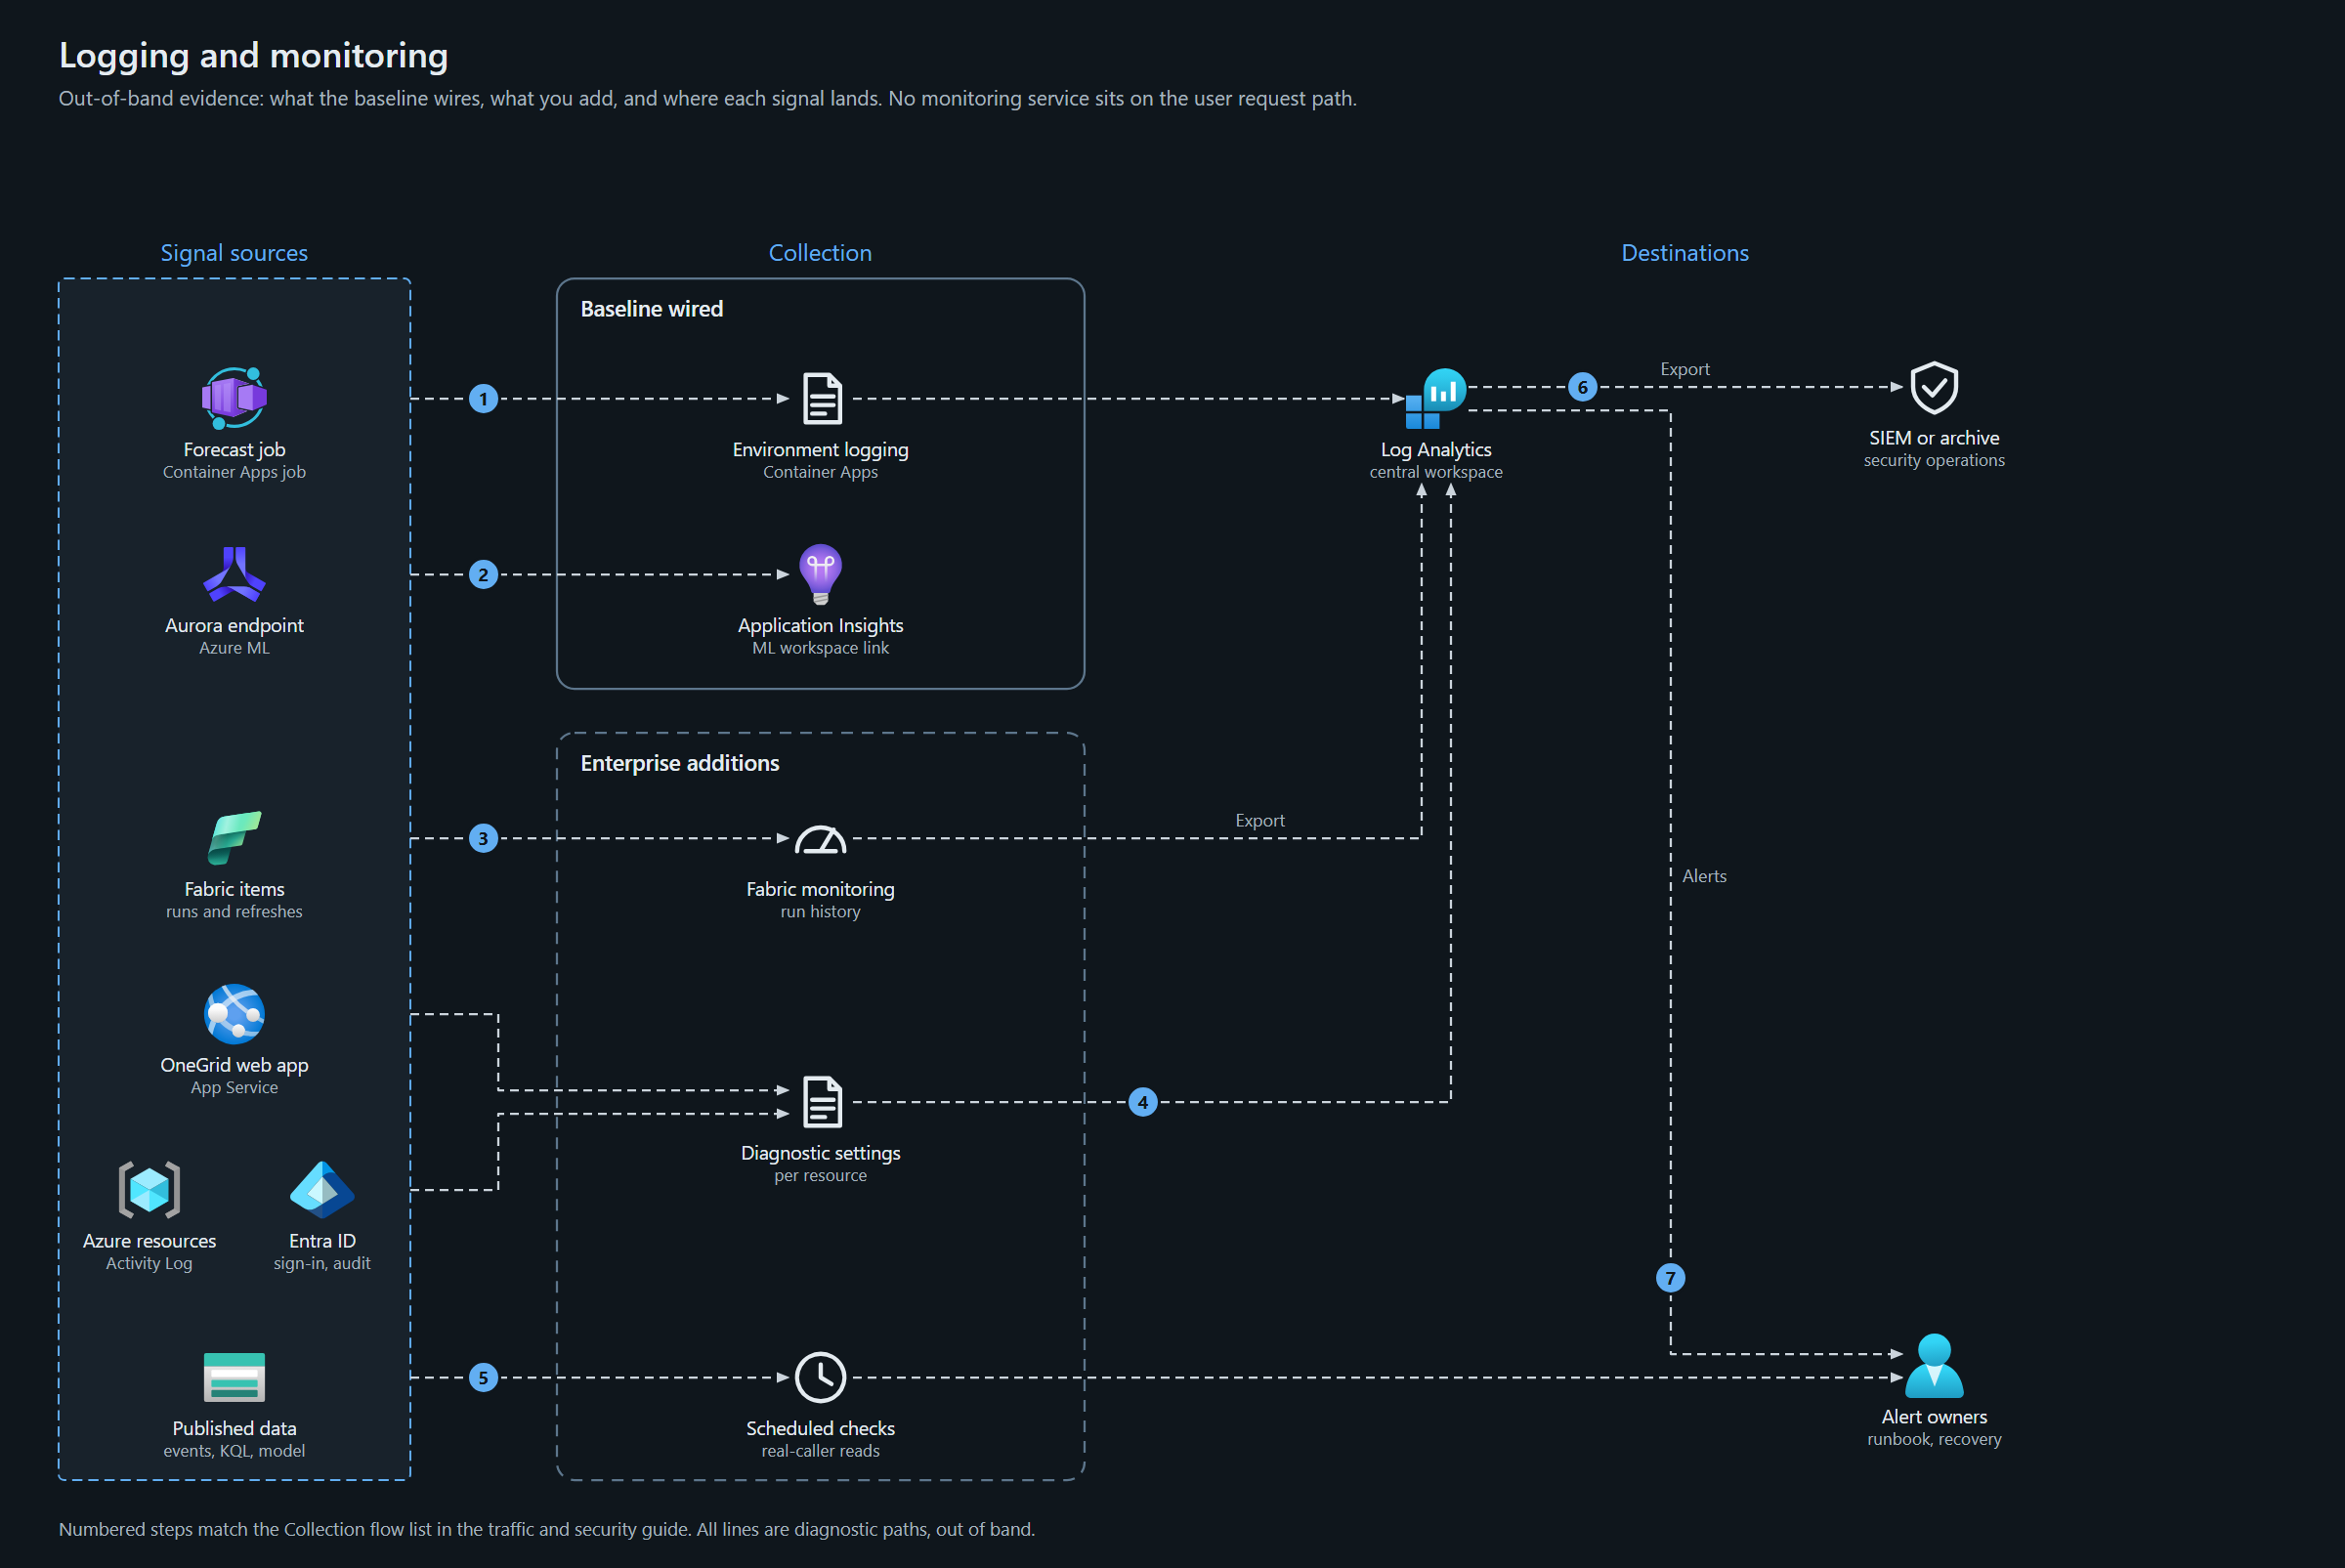 Logging and monitoring
Out-of-band evidence: what the baseline wires, what you add, and where each signal lands. No monitoring service sits on the user request path.
Signal sources
Collection
Destinations
Baseline wired
Forecast job
Container Apps job
1
Environment logging
Container Apps
Log Analytics
central workspace
6
Export
SIEM or archive
security operations
Aurora endpoint
Azure ML
2
Application Insights
ML workspace link
Enterprise additions
Fabric items
runs and refreshes
3
Fabric monitoring
run history
Export
Alerts
OneGrid web app
App Service
Diagnostic settings
per resource
4
Azure resources
Activity Log
Entra ID
sign-in, audit
7
Published data
events, KQL, model
5
Scheduled checks
real-caller reads
Alert owners
runbook, recovery
Numbered steps match the Collection flow list in the traffic and security guide. All lines are diagnostic paths, out of band.